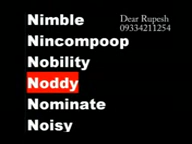 Nimble
Dear Rupesh
09334211254
Nincompoop
Nobility
Noddy
Nominate
Noisy